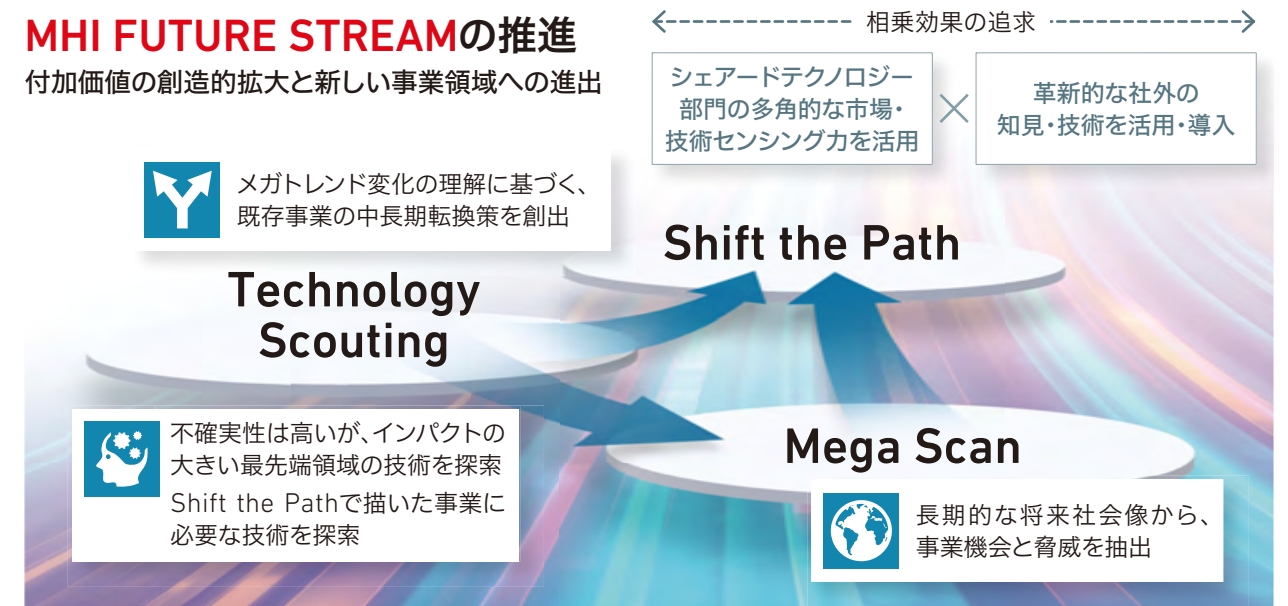 MHI FUTURE STREAMの推進
付加価値の創造的拡大と新しい事業領域への進出
相乗効果の追求
シェアードテクノロジー
部門の多角的な市場・
技術センシング力を活用
×
革新的な社外の
知見・技術を活用・導入
メガトレンド変化の理解に基づく、
既存事業の中長期転換策を創出
Shift the Path
Technology
Scouting
不確実性は高いが、インパクトの
大きい最先端領域の技術を探索
Shift the Pathで描いた事業に
必要な技術を探索
Mega Scan
長期的な将来社会像から、
事業機会と脅威を抽出